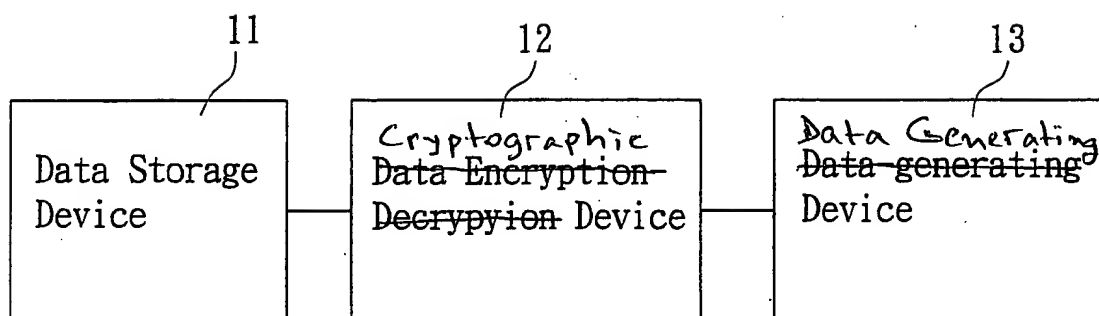 11
12
13
Data Storage
Device
Cryptographic
Data Encryption
Decrypyion Device
Data Generating
Data-generating
Device